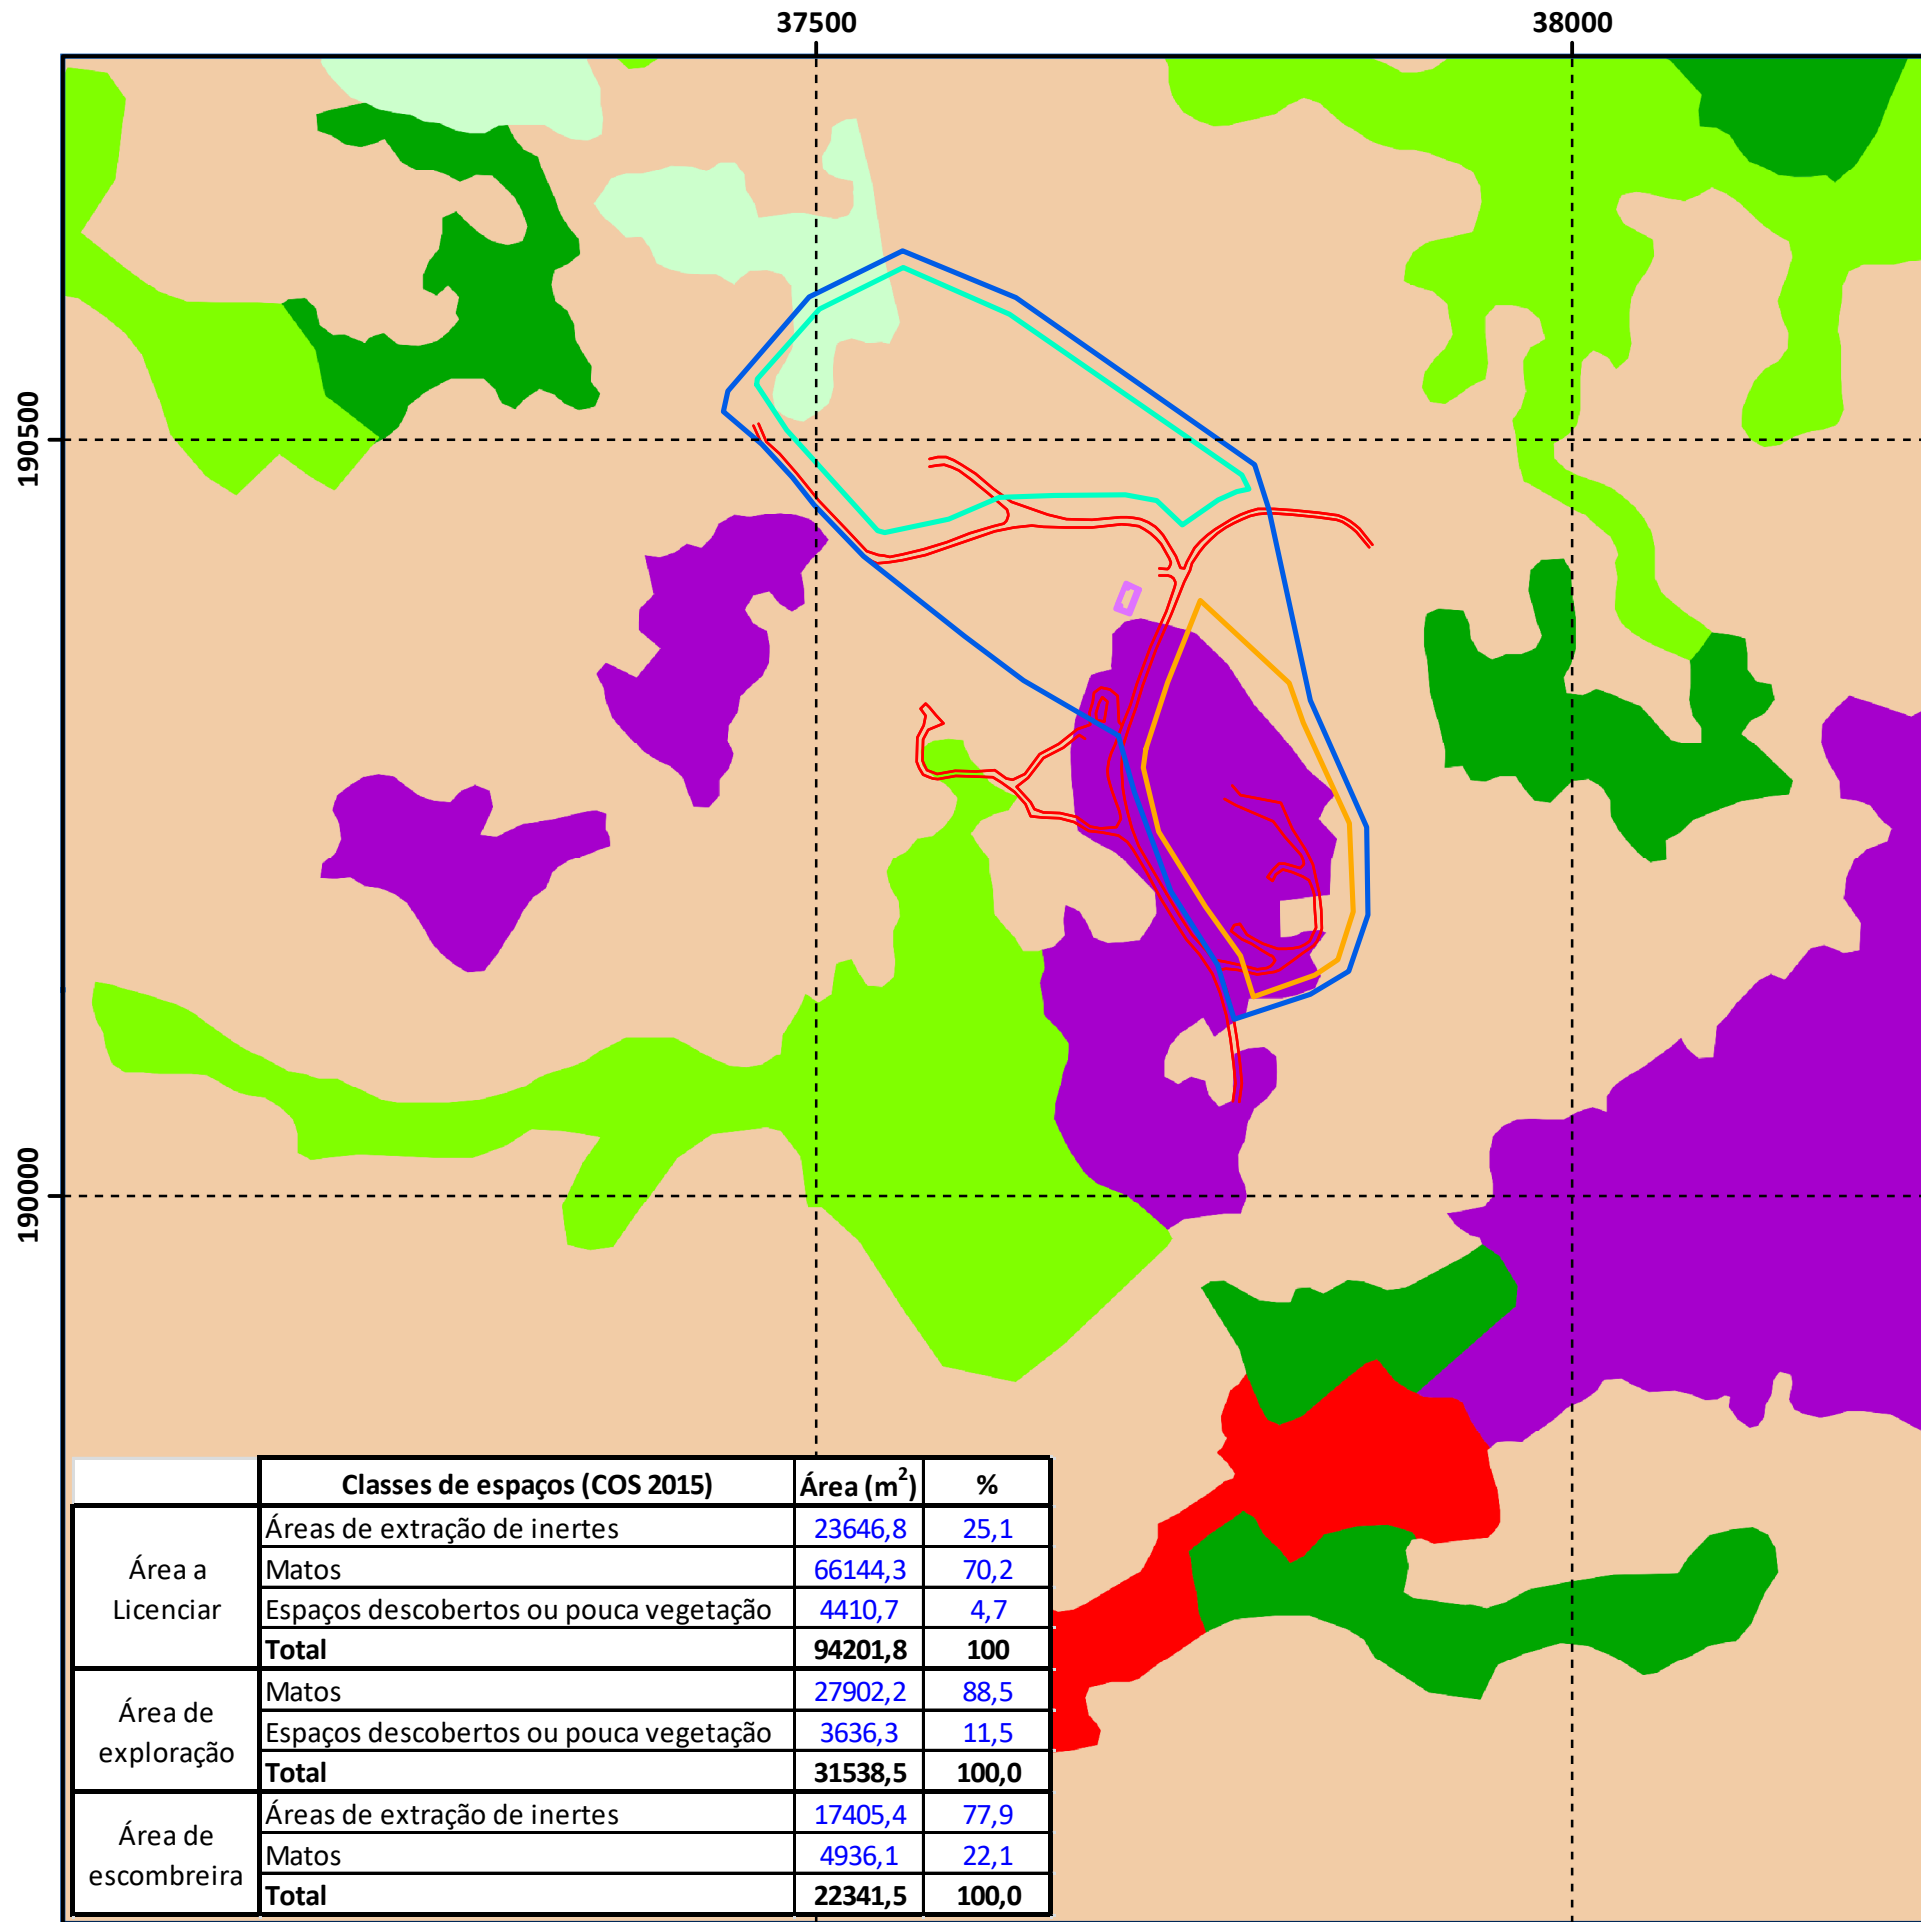 37500 38000
190500
190000
Classes de espaços (COS 2015) Área (m²) %
Área a Licenciar
Áreas de extração de inertes 23646,8 25,1
Matos 66144,3 70,2
Espaços descobertos ou pouca vegetação 4410,7 4,7
Total 94201,8 100
Área de exploração
Matos 27902,2 88,5
Espaços descobertos ou pouca vegetação 3636,3 11,5
Total 31538,5 100,0
Área de escombreira
Áreas de extração de inertes 17405,4 77,9
Matos 4936,1 22,1
Total 22341,5 100,0